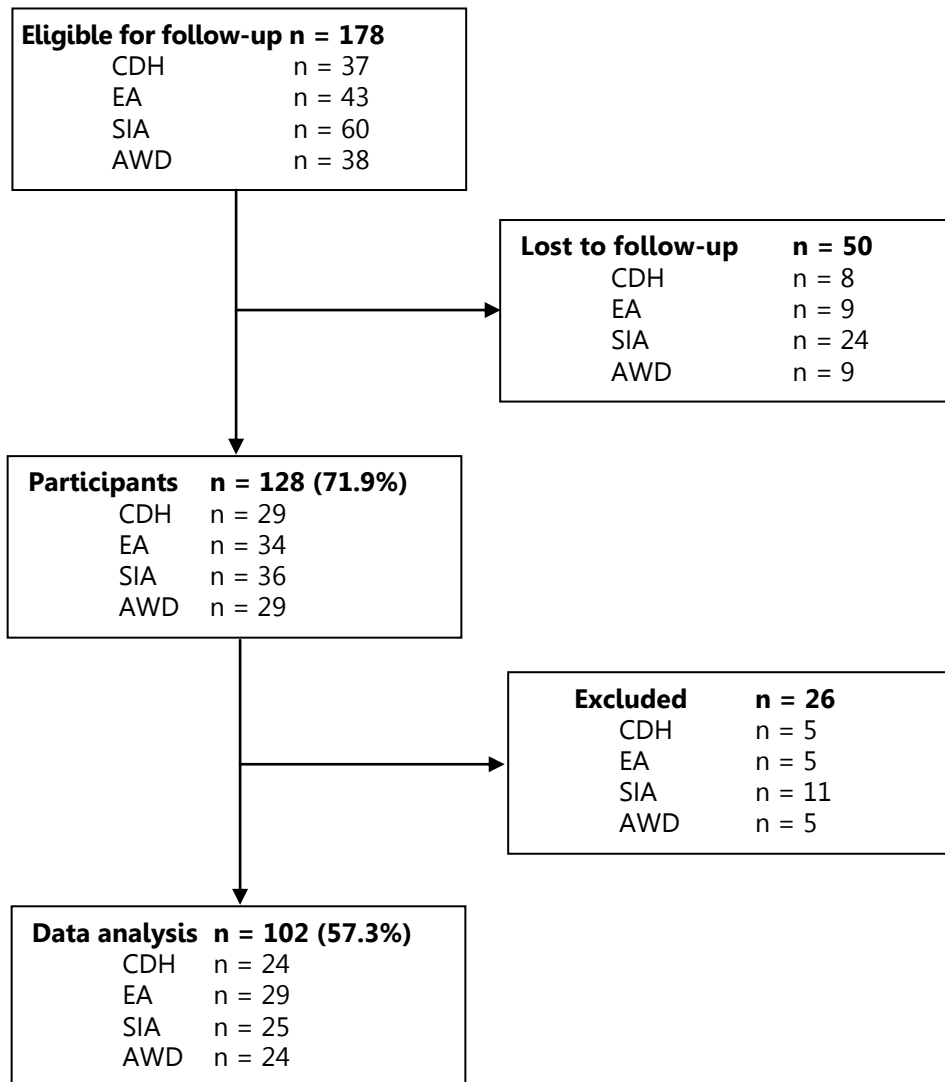 Eligible for follow-up n = 178
CDH n = 37
EA n = 43
SIA n = 60
AWD n = 38
Lost to follow-up n = 50
CDH n = 8
EA n = 9
SIA n = 24
AWD n = 9
Participants n = 128 (71.9%)
CDH n = 29
EA n = 34
SIA n = 36
AWD n = 29
Excluded n = 26
CDH n = 5
EA n = 5
SIA n = 11
AWD n = 5
Data analysis n = 102 (57.3%)
CDH n = 24
EA n = 29
SIA n = 25
AWD n = 24